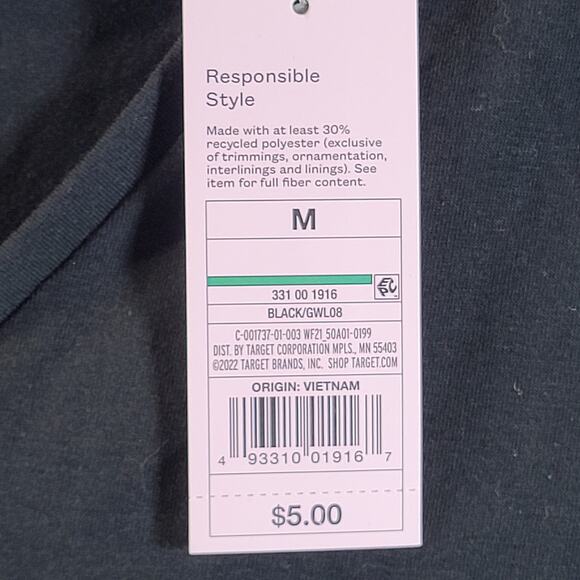 Responsible
Style
Made with at least 30%
recycled polyester (exclusive
of trimmings, ornamentation,
interlinings and linings). See
item for full fiber content.
M
331 00 1916
BLACK/GWL08
C-001737-01-003 WF21_50A01-0199
DIST. BY TARGET CORPORATION MPLS., MN 55403
©2022 TARGET BRANDS, INC. SHOP TARGET.COM
ORIGIN: VIETNAM
4 93310 01916 7
$5.00